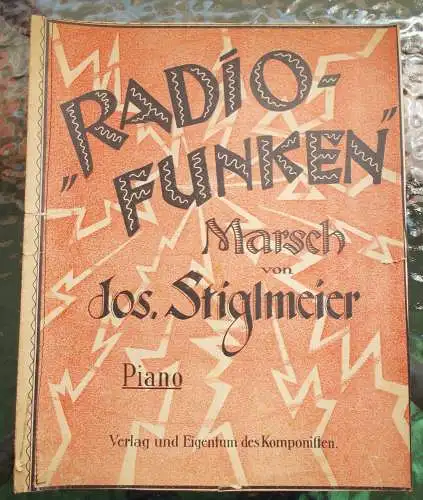 „RADIO-
FUNKEN“
Marsch
von
Jos. Stiglmeier
Piano
Verlag und Eigentum des Komponisten.